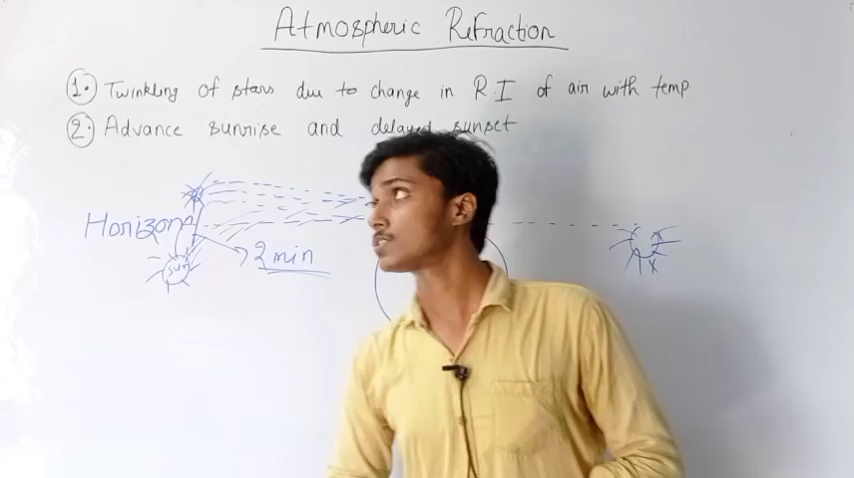 Atmospheric Refraction
1. Twinkling of stars due to change in R.I of air with temp
2. Advance sunrise and delayed sunset
Horizon
2 min
sun